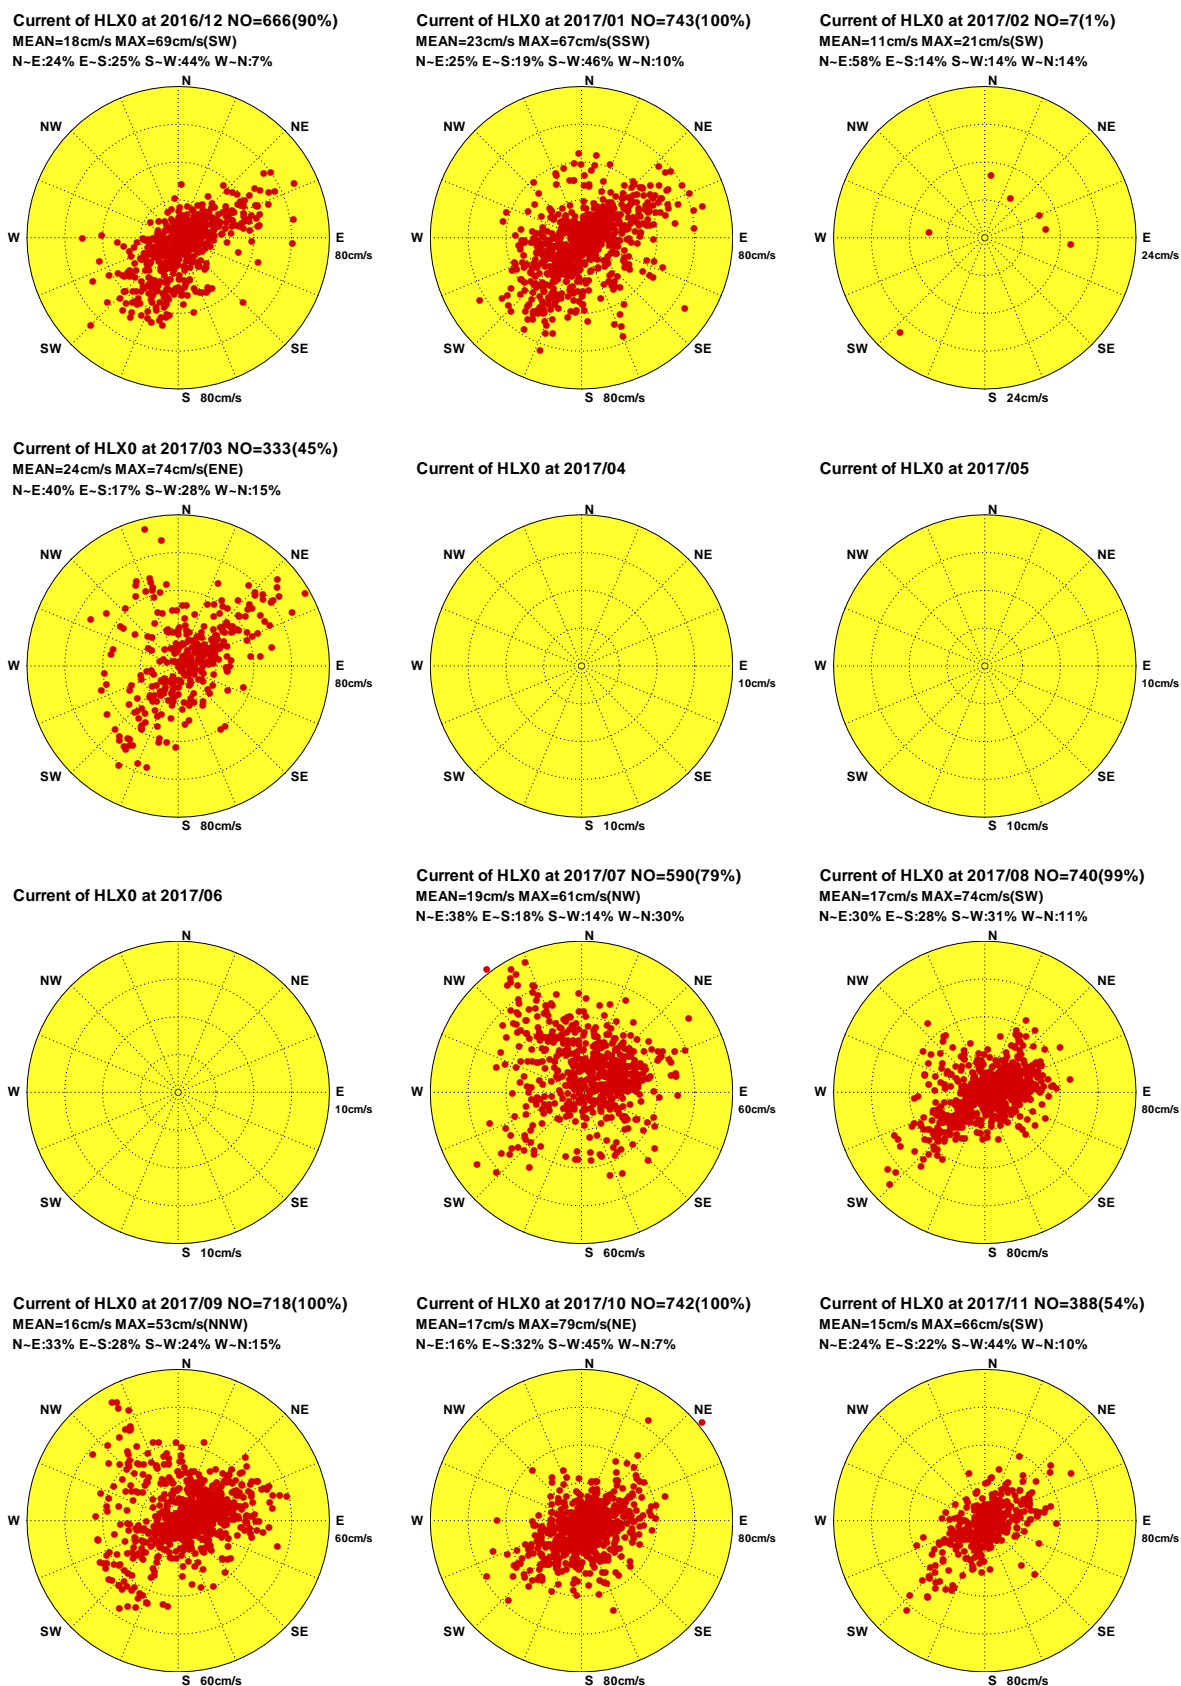 Current of HLX0 at 2016/12 NO=666(90%)
MEAN=18cm/s MAX=69cm/s(SW)
N~E:24% E~S:25% S~W:44% W~N:7%
N
NW
NE
W
E
80cm/s
SW
SE
S 80cm/s
Current of HLX0 at 2017/01 NO=743(100%)
MEAN=23cm/s MAX=67cm/s(SSW)
N~E:25% E~S:19% S~W:46% W~N:10%
N
NW
NE
W
E
80cm/s
SW
SE
S 80cm/s
Current of HLX0 at 2017/02 NO=7(1%)
MEAN=11cm/s MAX=21cm/s(SW)
N~E:58% E~S:14% S~W:14% W~N:14%
N
NW
NE
W
E
24cm/s
SW
SE
S 24cm/s
Current of HLX0 at 2017/03 NO=333(45%)
MEAN=24cm/s MAX=74cm/s(ENE)
N~E:40% E~S:17% S~W:28% W~N:15%
N
NW
NE
W
E
80cm/s
SW
SE
S 80cm/s
Current of HLX0 at 2017/04
N
NW
NE
W
E
10cm/s
SW
SE
S 10cm/s
Current of HLX0 at 2017/05
N
NW
NE
W
E
10cm/s
SW
SE
S 10cm/s
Current of HLX0 at 2017/06
N
NW
NE
W
E
10cm/s
SW
SE
S 10cm/s
Current of HLX0 at 2017/07 NO=590(79%)
MEAN=19cm/s MAX=61cm/s(NW)
N~E:38% E~S:18% S~W:14% W~N:30%
N
NW
NE
W
E
60cm/s
SW
SE
S 60cm/s
Current of HLX0 at 2017/08 NO=740(99%)
MEAN=17cm/s MAX=74cm/s(SW)
N~E:30% E~S:28% S~W:31% W~N:11%
N
NW
NE
W
E
80cm/s
SW
SE
S 80cm/s
Current of HLX0 at 2017/09 NO=718(100%)
MEAN=16cm/s MAX=53cm/s(NNW)
N~E:33% E~S:28% S~W:24% W~N:15%
N
NW
NE
W
E
60cm/s
SW
SE
S 60cm/s
Current of HLX0 at 2017/10 NO=742(100%)
MEAN=17cm/s MAX=79cm/s(NE)
N~E:16% E~S:32% S~W:45% W~N:7%
N
NW
NE
W
E
80cm/s
SW
SE
S 80cm/s
Current of HLX0 at 2017/11 NO=388(54%)
MEAN=15cm/s MAX=66cm/s(SW)
N~E:24% E~S:22% S~W:44% W~N:10%
N
NW
NE
W
E
80cm/s
SW
SE
S 80cm/s